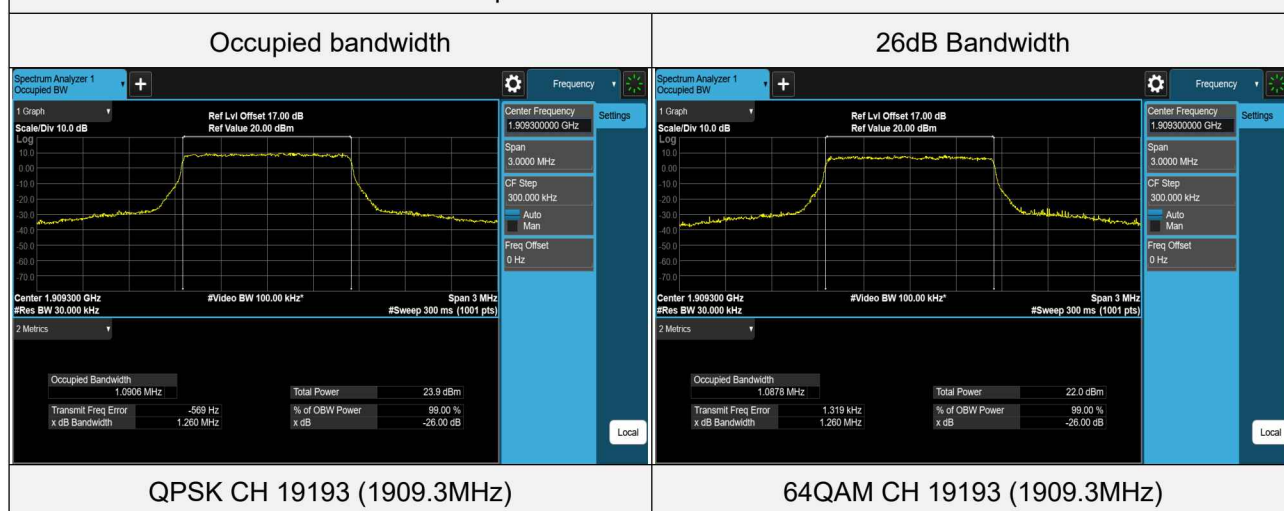 Occupied bandwidth
26dB Bandwidth
Spectrum Analyzer 1
Occupied BW
+
Frequency
1 Graph
Scale/Div 10.0 dB
Ref Lvl Offset 17.00 dB
Ref Value 20.00 dBm
Log
10.0
0.00
-10.0
-20.0
-30.0
-40.0
-50.0
-60.0
-70.0
Center 1.909300 GHz
#Res BW 30.000 kHz
#Video BW 100.00 kHz*
Span 3 MHz
#Sweep 300 ms (1001 pts)
Center Frequency
1.909300000 GHz
Settings
Span
3.0000 MHz
CF Step
300.000 kHz
Auto
Man
Freq Offset
0 Hz
2 Metrics
Occupied Bandwidth
1.0906 MHz
Total Power 23.9 dBm
Transmit Freq Error -569 Hz
% of OBW Power 99.00 %
x dB Bandwidth 1.260 MHz
x dB -26.00 dB
Local
Spectrum Analyzer 1
Occupied BW
+
Frequency
1 Graph
Scale/Div 10.0 dB
Ref Lvl Offset 17.00 dB
Ref Value 20.00 dBm
Log
10.0
0.00
-10.0
-20.0
-30.0
-40.0
-50.0
-60.0
-70.0
Center 1.909300 GHz
#Res BW 30.000 kHz
#Video BW 100.00 kHz*
Span 3 MHz
#Sweep 300 ms (1001 pts)
Center Frequency
1.909300000 GHz
Settings
Span
3.0000 MHz
CF Step
300.000 kHz
Auto
Man
Freq Offset
0 Hz
2 Metrics
Occupied Bandwidth
1.0878 MHz
Total Power 22.0 dBm
Transmit Freq Error 1.319 kHz
% of OBW Power 99.00 %
x dB Bandwidth 1.260 MHz
x dB -26.00 dB
Local
QPSK CH 19193 (1909.3MHz)
64QAM CH 19193 (1909.3MHz)